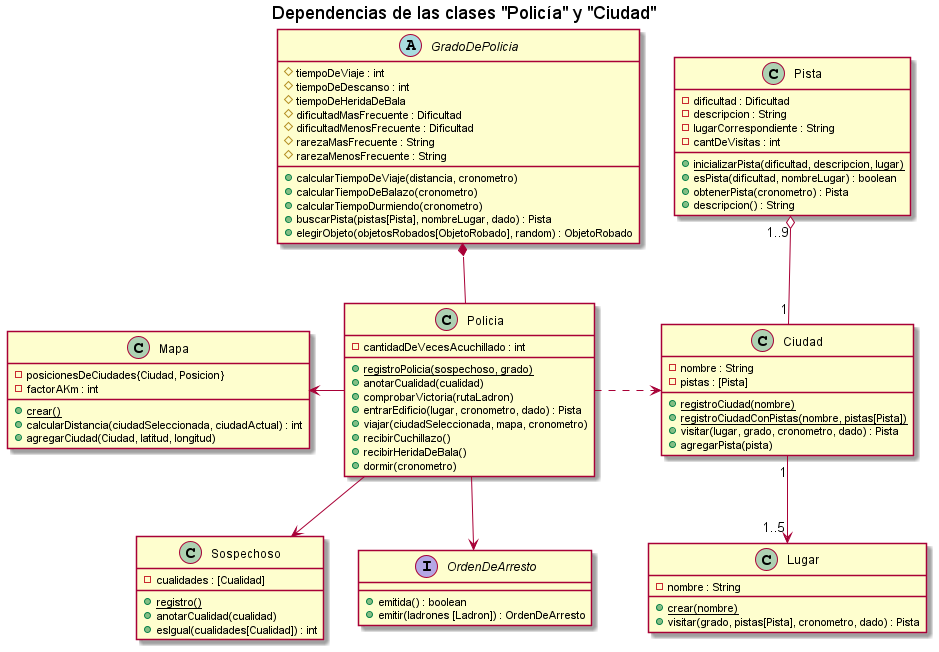 Dependencias de las clases "Policía" y "Ciudad"
A GradoDePolicia
tiempoDeViaje : int
tiempoDeDescanso : int
tiempoDeHeridaDeBala
dificultadMasFrecuente : Dificultad
dificultadMenosFrecuente : Dificultad
rarezaMasFrecuente : String
rarezaMenosFrecuente : String
calcularTiempoDeViaje(distancia, cronometro)
calcularTiempoDeBalazo(cronometro)
calcularTiempoDurmiendo(cronometro)
buscarPista(pistas[Pista], nombreLugar, dado) : Pista
elegirObjeto(objetosRobados[ObjetoRobado], random) : ObjetoRobado
C Pista
dificultad : Dificultad
descripcion : String
lugarCorrespondiente : String
cantDeVisitas : int
inicializarPista(dificultad, descripcion, lugar)
esPista(dificultad, nombreLugar) : boolean
obtenerPista(cronometro) : Pista
descripcion() : String
1..9
1
C Mapa
posicionesDeCiudades{Ciudad, Posicion}
factorAKm : int
crear()
calcularDistancia(ciudadSeleccionada, ciudadActual) : int
agregarCiudad(Ciudad, latitud, longitud)
C Policia
cantidadDeVecesAcuchillado : int
registroPolicia(sospechoso, grado)
anotarCualidad(cualidad)
comprobarVictoria(rutaLadron)
entrarEdificio(lugar, cronometro, dado) : Pista
viajar(ciudadSeleccionada, mapa, cronometro)
recibirCuchillazo()
recibirHeridaDeBala()
dormir(cronometro)
C Ciudad
nombre : String
pistas : [Pista]
registroCiudad(nombre)
registroCiudadConPistas(nombre, pistas[Pista])
visitar(lugar, grado, cronometro, dado) : Pista
agregarPista(pista)
1
1..5
C Sospechoso
cualidades : [Cualidad]
registro()
anotarCualidad(cualidad)
esIgual(cualidades[Cualidad]) : int
I OrdenDeArresto
emitida() : boolean
emitir(ladrones [Ladron]) : OrdenDeArresto
C Lugar
nombre : String
crear(nombre)
visitar(grado, pistas[Pista], cronometro, dado) : Pista